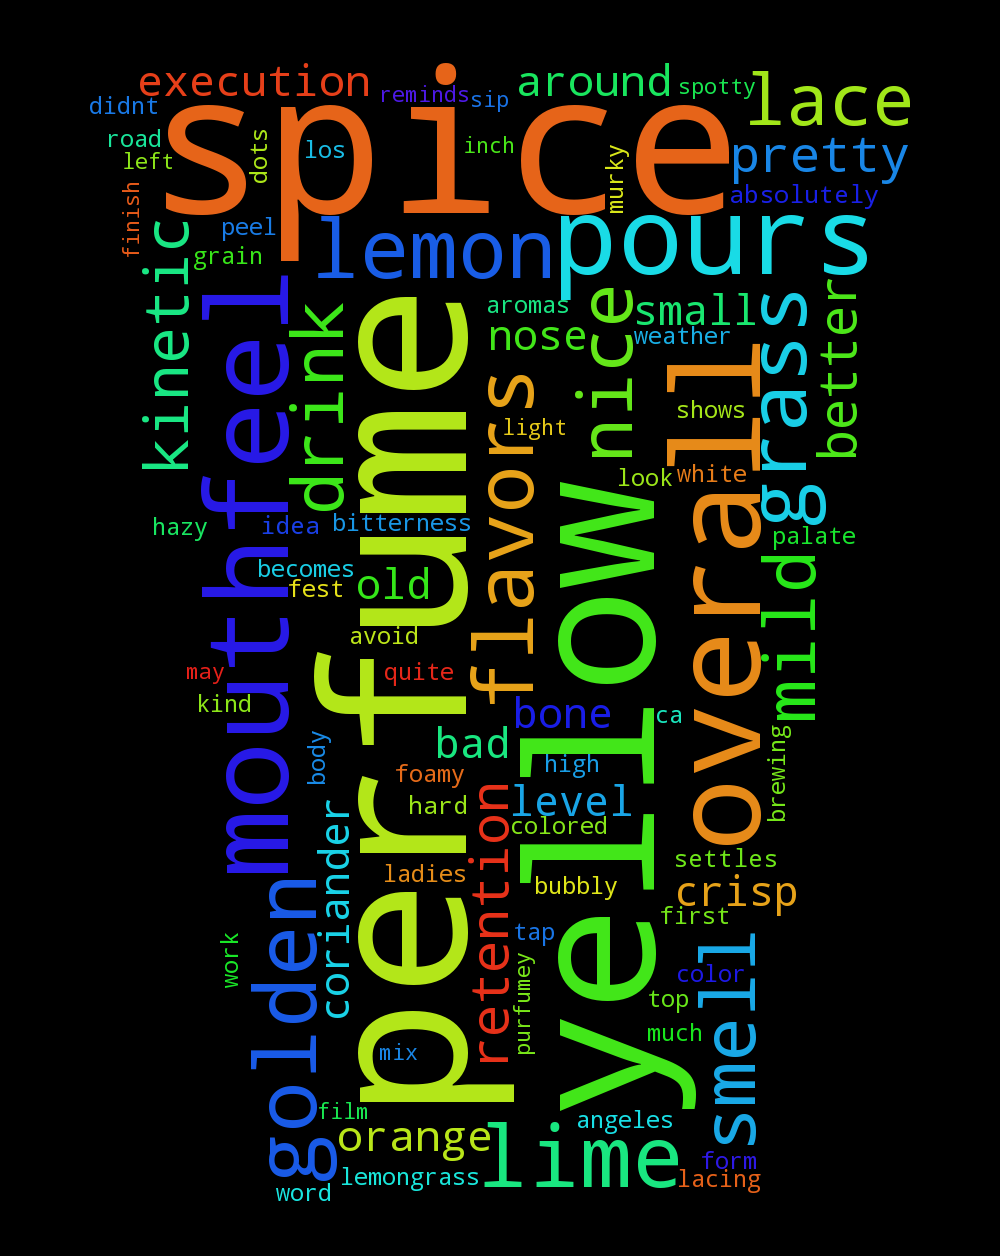 execution
around
spotty
lace
didnt
reminds
sip
spice
road
left
dots
los
inch
murky
pretty
absolutely
finish
peel
grain
kinetic
lemon
pours
mouthfeel
drink
perfume
aromas
nose
nice
small
weather
grass
better
flavors
light
shows
overall
look
white
yellow
hazy
idea
bitterness
palate
becomes
fest
old
mild
avoid
may
quite
kind
bone
ca
body
bad
foamy
high
brewing
hard
level
colored
retention
coriander
settles
ladies
bubbly
crisp
golden
first
work
tap
purfumey
color
smell
top
much
mix
film
orange
angeles
lime
lemongrass
form
lacing
word